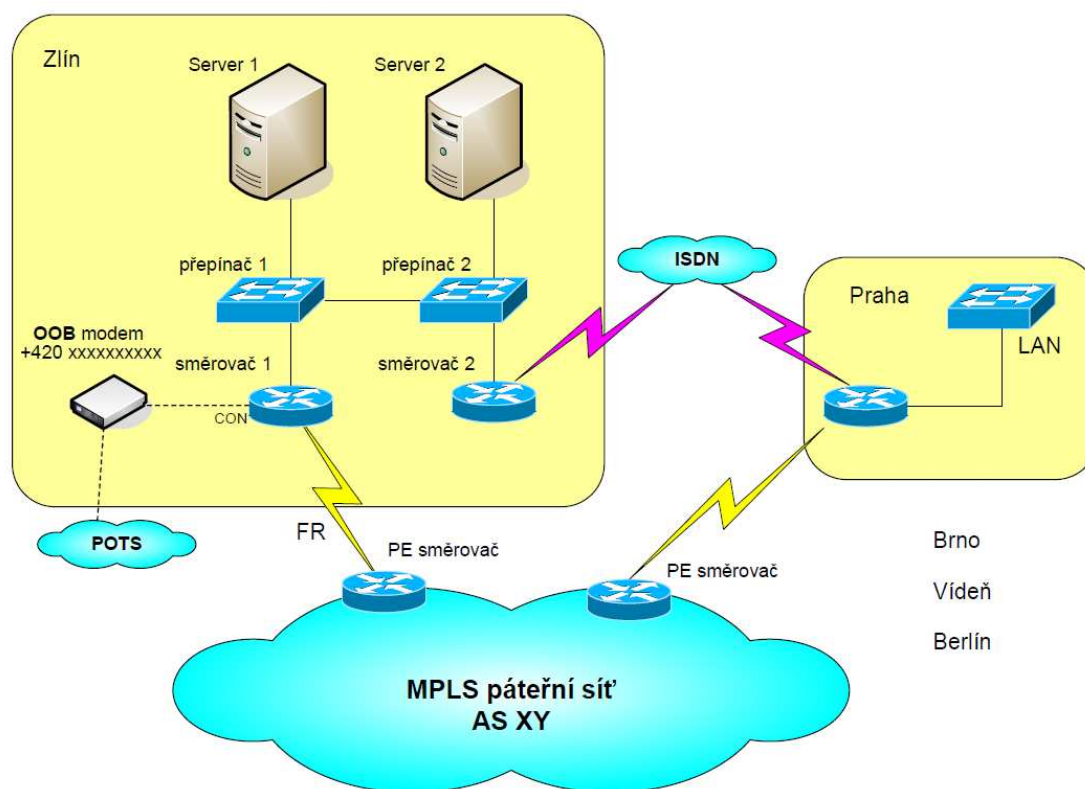 Zlín
Server 1
Server 2
přepínač 1
přepínač 2
ISDN
Praha
LAN
OOB modem
+420 xxxxxxxxxx
směrovač 1
směrovač 2
CON
POTS
FR
PE směrovač
PE směrovač
Brno
Vídeň
Berlín
MPLS páteřní síť
AS XY